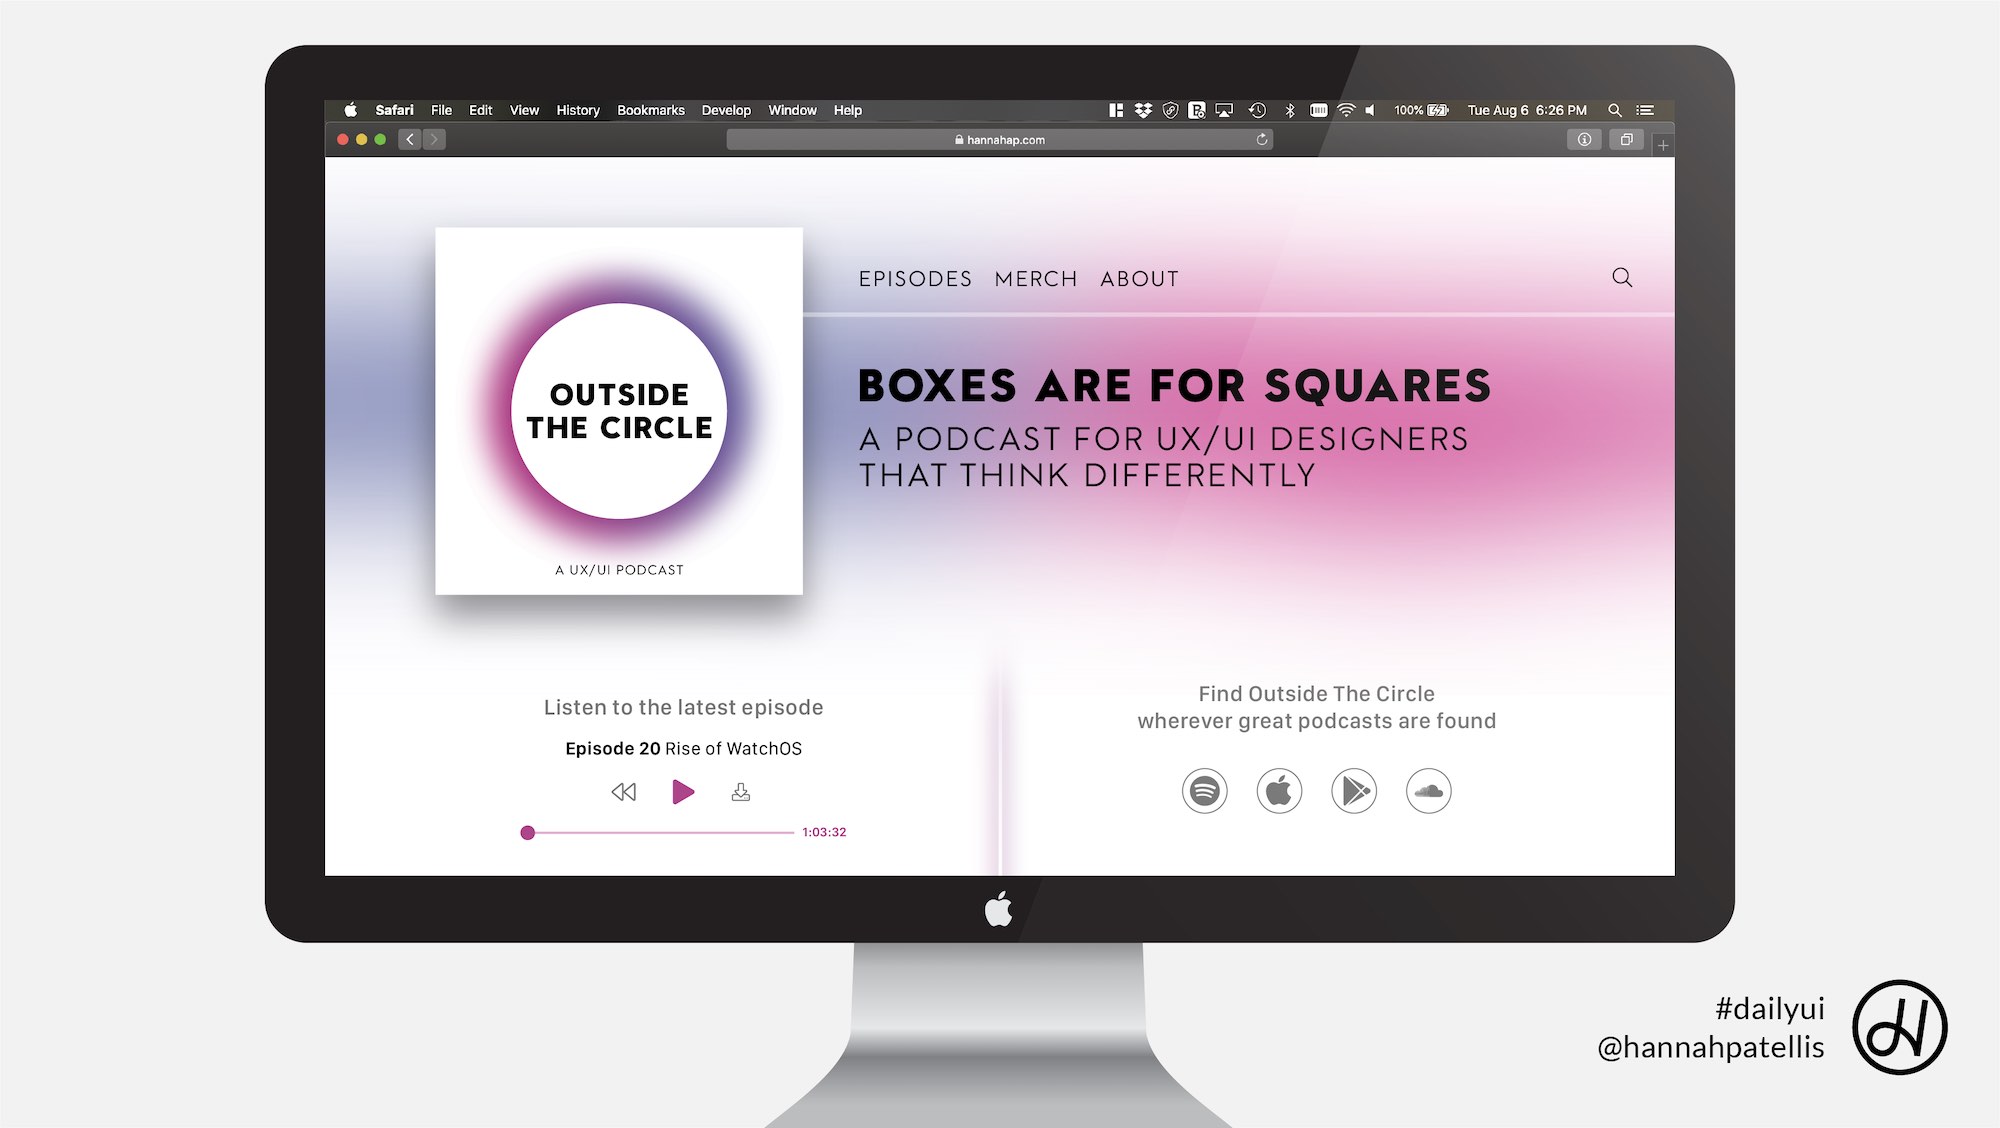 Safari File Edit View History Bookmarks Develop Window Help 100% Tue Aug 6 6:26 PM
hannahap.com
EPISODES MERCH ABOUT
OUTSIDE
THE CIRCLE
A UX/UI PODCAST
BOXES ARE FOR SQUARES
A PODCAST FOR UX/UI DESIGNERS
THAT THINK DIFFERENTLY
Listen to the latest episode
Episode 20 Rise of WatchOS
1:03:32
Find Outside The Circle
wherever great podcasts are found
#dailyui
@hannahpatellis